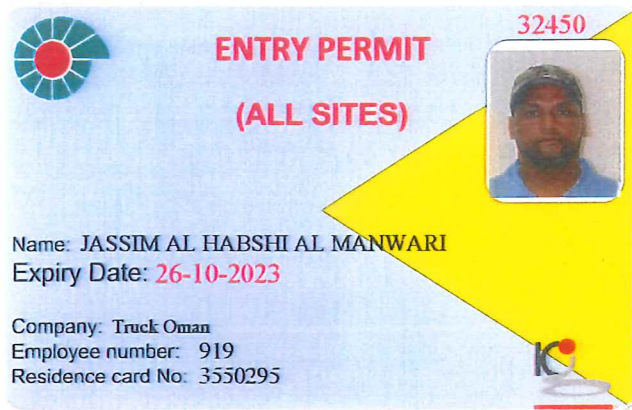 32450
ENTRY PERMIT
(ALL SITES)
Name: JASSIM AL HABSHI AL MANWARI
Expiry Date: 26-10-2023
Company: Truck Oman
Employee number: 919
Residence card No: 3550295